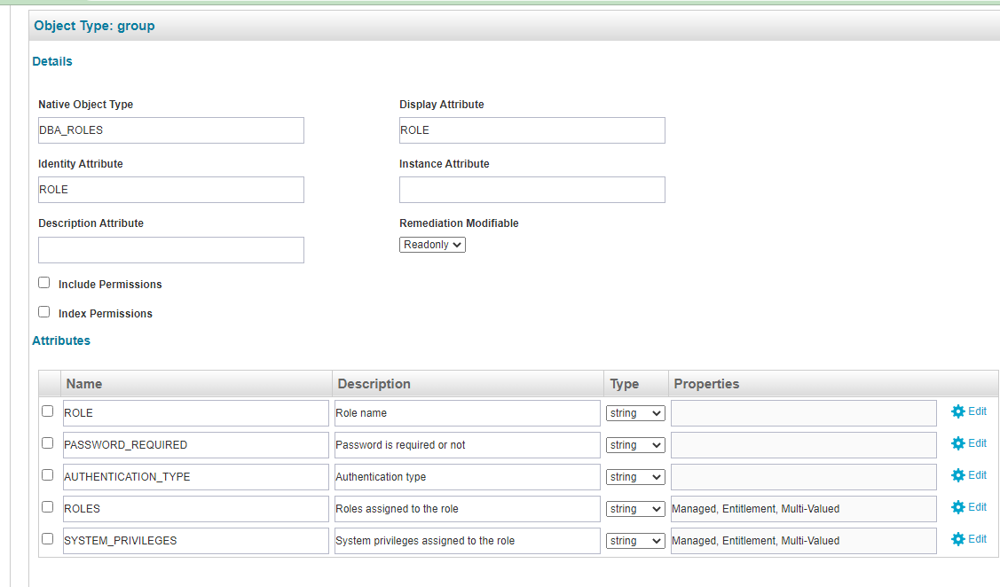 Object Type: group
Details
Native Object Type Display Attribute
DBA_ROLES ROLE
Identity Attribute Instance Attribute
ROLE
Description Attribute Remediation Modifiable
Readonly
Include Permissions
Index Permissions
Attributes
Name Description Type Properties
ROLE Role name string Edit
PASSWORD_REQUIRED Password is required or not string Edit
AUTHENTICATION_TYPE Authentication type string Edit
ROLES Roles assigned to the role string Managed, Entitlement, Multi-Valued Edit
SYSTEM_PRIVILEGES System privileges assigned to the role string Managed, Entitlement, Multi-Valued Edit